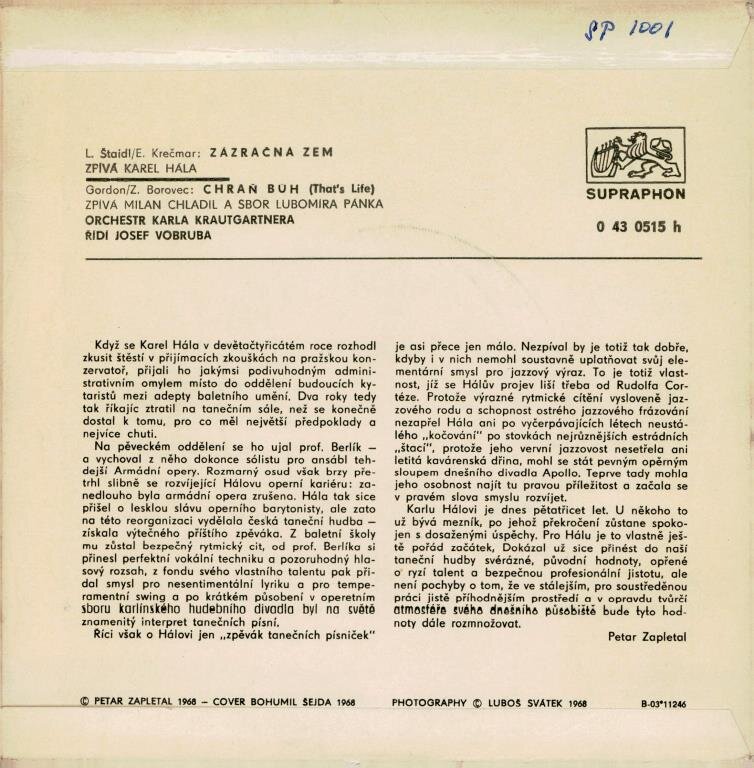 SP 1001
L. Štaidl/E. Krečmar: ZÁZRAČNÁ ZEM
ZPÍVÁ KAREL HÁLA
Gordon/Z. Borovec: CHRAŇ BŮH (That's Life)
ZPÍVÁ MILAN CHLADIL A SBOR LUBOMÍRA PÁNKA
ORCHESTR KARLA KRAUTGARTNERA
ŘÍDÍ JOSEF VOBRUBA
SUPRAPHON
0 43 0515 h
Když se Karel Hála v devětačtyřicátém roce rozhodl
zkusit štěstí v přijímacích zkouškách na pražskou kon-
zervatoř, přijali ho jakýmsi podivuhodným admini-
strativním omylem místo do oddělení budoucích ky-
taristů mezi adepty baletního umění. Dva roky tedy
tak říkajíc ztratil na tanečním sále, než se konečně
dostal k tomu, pro co měl největší předpoklady a
nejvíce chuti.
Na pěveckém oddělení se ho ujal prof. Berlík –
a vychoval z něho dokonce sólistu pro ansábl teh-
dejší Armádní opery. Rozmarný osud však brzy pře-
trhl slibně se rozvíjející Hálovu operní kariéru: za-
nedlouho byla armádní opera zrušena. Hála tak sice
přišel o lesklou slávu operního barytonisty, ale zato
na této reorganizaci vydělala česká taneční hudba –
získala výtečného příštího zpěváka. Z baletní školy
mu zůstal bezpečný rytmický cit, od prof. Berlíka si
přinesl perfektní vokální techniku a pozoruhodný hla-
sový rozsah, z fondu svého vlastního talentu pak při-
dal smysl pro nesentimentální lyriku a pro tempe-
ramentní swing a po krátkém působení v operetním
sboru karlínského hudebního divadla byl na světě
znamenitý interpret tanečních písní.
Říci však o Hálovi jen „zpěvák tanečních písniček"
je asi přece jen málo. Nezpíval by je totiž tak dobře,
kdyby i v nich nemohl soustavně uplatňovat svůj ele-
mentární smysl pro jazzový výraz. To je totiž vlast-
nost, jíž se Hálův projev liší třeba od Rudolfa Cor-
téze. Protože výrazné rytmické cítění vysloveně jaz-
zového rodu a schopnost ostrého jazzového frázování
nezapřel Hála ani po vyčerpávajících létech neustá-
lého „kočování" po stovkách nejrůznějších estrádních
„štací", protože jeho vervní jazzovost nesetřela ani
letitá kavárenská dřina, mohl se stát pevným opěrným
sloupem dnešního divadla Apollo. Teprve tady mohla
jeho osobnost najít tu pravou příležitost a začala se
v pravém slova smyslu rozvíjet.
Karlu Hálovi je dnes pětatřicet let. U někoho to
už bývá mezník, po jehož překročení zůstane spoko-
jen s dosaženými úspěchy. Pro Hálu je to vlastně ješ-
tě pořád začátek, Dokázal už sice přinést do naší
taneční hudby svérázné, původní hodnoty, opřené
o ryzí talent a bezpečnou profesionální jistotu, ale
není pochyby o tom, že ve stálejším, pro soustředěnou
práci jistě příhodnějším prostředí a v opravdu tvůrčí
atmosféře svého dnešního působiště bude tyto hod-
noty dále rozmnožovat.
Petar Zapletal
© PETAR ZAPLETAL 1968 – COVER BOHUMIL ŠEJDA 1968 PHOTOGRAPHY © LUBOŠ SVÁTEK 1968 B-03*11246